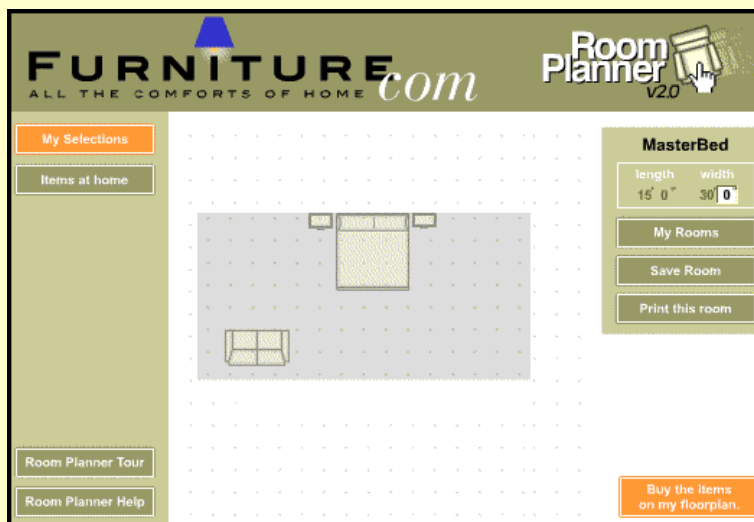 FURNITURE.com
ALL THE COMFORTS OF HOME
Room
Planner
v2.0
My Selections
Items at home
MasterBed
length width
15' 0" 30' 0"
My Rooms
Save Room
Print this room
Room Planner Tour
Room Planner Help
Buy the items
on my floorplan.